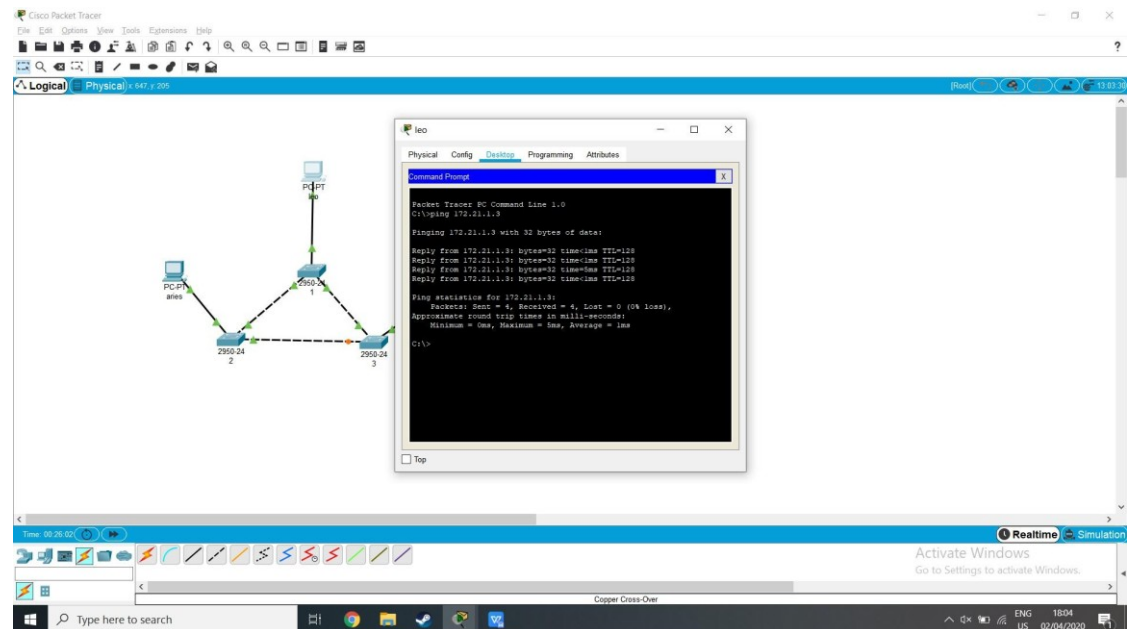 Cisco Packet Tracer
File Edit Options View Tools Extensions Help
?
Logical Physical x: 647, y: 205 [Root] 13:03:30
leo
Physical Config Desktop Programming Attributes
Command Prompt X
Packet Tracer PC Command Line 1.0
C:\>ping 172.21.1.3
Pinging 172.21.1.3 with 32 bytes of data:
Reply from 172.21.1.3: bytes=32 time<1ms TTL=128
Reply from 172.21.1.3: bytes=32 time<1ms TTL=128
Reply from 172.21.1.3: bytes=32 time=5ms TTL=128
Reply from 172.21.1.3: bytes=32 time<1ms TTL=128
Ping statistics for 172.21.1.3:
Packets: Sent = 4, Received = 4, Lost = 0 (0% loss),
Approximate round trip times in milli-seconds:
Minimum = 0ms, Maximum = 5ms, Average = 1ms
C:\>
Top
PC-PT
leo
PC-PT
aries
2950-24
1
2950-24
2
2950-24
3
Time: 00:26:02 Realtime Simulation
Activate Windows
Go to Settings to activate Windows.
Copper Cross-Over
Type here to search
ENG 18:04
US 02/04/2020